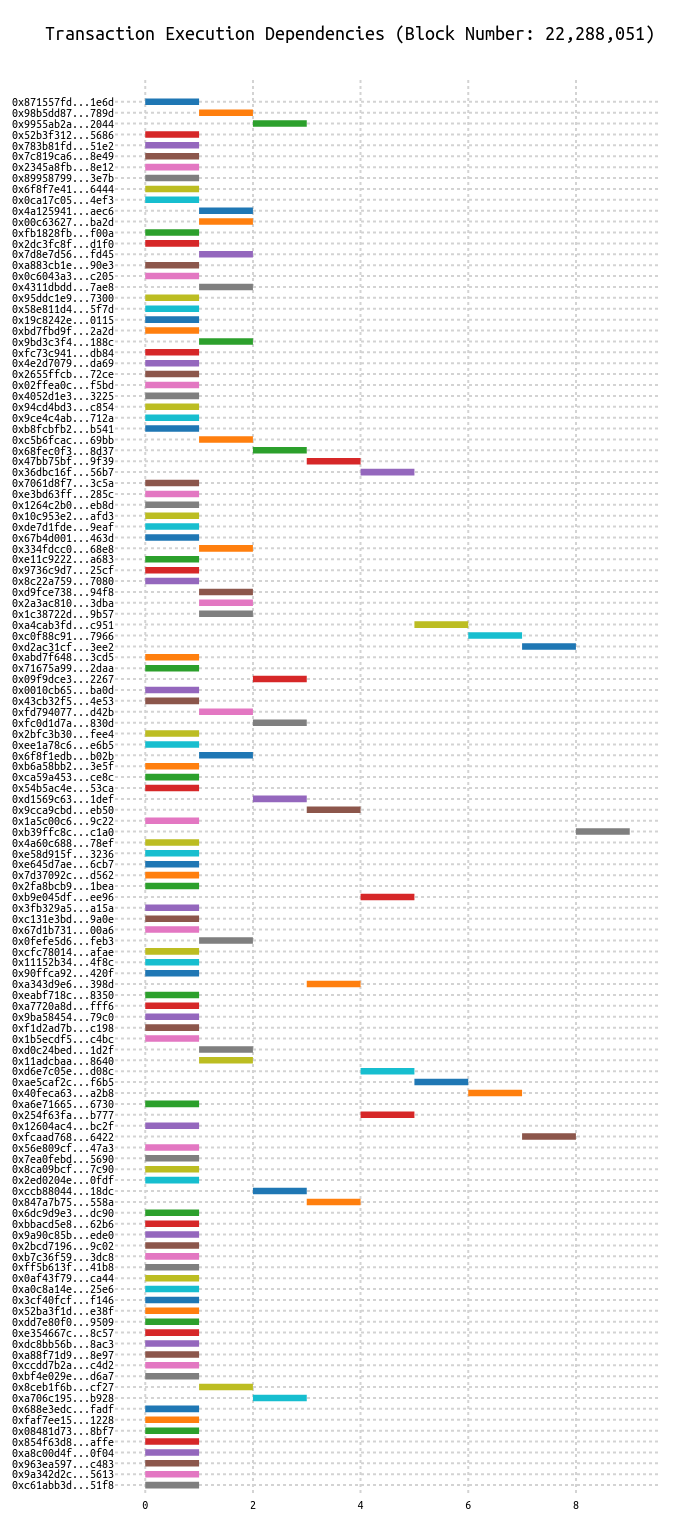 Transaction Execution Dependencies (Block Number: 22,288,051)
0x871557fd...1e6d
0x98b5dd87...789d
0x9955ab2a...2044
0x52b3f312...5686
0x783b81fd...51e2
0x7c819ca6...8e49
0x2345a8fb...8e12
0x89958799...3e7b
0x6f8f7e41...6444
0x0ca17c05...4ef3
0x4a125941...aec6
0x00c63627...ba2d
0xfb1828fb...f00a
0x2dc3fc8f...d1f0
0x7d8e7d56...fd45
0xa883cb1e...90e3
0x0c6043a3...c205
0x4311dbdd...7ae8
0x95ddc1e9...7300
0x58e811d4...5f7d
0x19c8242e...0115
0xbd7fbd9f...2a2d
0x9bd3c3f4...188c
0xfc73c941...db84
0x4e2d7079...da69
0x2655ffcb...72ce
0x02ffea0c...f5bd
0x4052d1e3...3225
0x94cd4bd3...c854
0x9ce4c4ab...712a
0xb8fcbfb2...b541
0xc5b6fcac...69bb
0x68fec0f3...8d37
0x47bb75bf...9f39
0x36dbc16f...56b7
0x7061d8f7...3c5a
0xe3bd63ff...285c
0x1264c2b0...eb8d
0x10c953e2...afd3
0xde7d1fde...9eaf
0x67b4d001...463d
0x334fdcc0...68e8
0xe11c9222...a683
0x9736c9d7...25cf
0x8c22a759...7080
0xd9fce738...94f8
0x2a3ac810...3dba
0x1c38722d...9b57
0xa4cab3fd...c951
0xc0f88c91...7966
0xd2ac31cf...3ee2
0xabd7f648...3cd5
0x71675a99...2daa
0x09f9dce3...2267
0x0010cb65...ba0d
0x43cb32f5...4e53
0xfd794077...d42b
0xfc0d1d7a...830d
0x2bfc3b30...fee4
0xee1a78c6...e6b5
0x6f8f1edb...b02b
0xb6a58bb2...3e5f
0xca59a453...ce8c
0x54b5ac4e...53ca
0xd1569c63...1def
0x9cca9cbd...eb50
0x1a5c00c6...9c22
0xb39ffc8c...c1a0
0x4a60c688...78ef
0xe58d915f...3236
0xe645d7ae...6cb7
0x7d37092c...d562
0x2fa8bcb9...1bea
0xb9e045df...ee96
0x3fb329a5...a15a
0xc131e3bd...9a0e
0x67d1b731...00a6
0x0fefe5d6...feb3
0xcfc78014...afae
0x11152b34...4f8c
0x90ffca92...420f
0xa343d9e6...398d
0xeabf718c...8350
0xa7720a8d...fff6
0x9ba58454...79c0
0xf1d2ad7b...c198
0x1b5ecdf5...c4bc
0xd0c24bed...1d2f
0x11adcbaa...8640
0xd6e7c05e...d08c
0xae5caf2c...f6b5
0x40feca63...a2b8
0xa6e71665...6730
0x254f63fa...b777
0x12604ac4...bc2f
0xfcaad768...6422
0x56e809cf...47a3
0x7ea0febd...5690
0x8ca09bcf...7c90
0x2ed0204e...0fdf
0xccb88044...18dc
0x847a7b75...558a
0x6dc9d9e3...dc90
0xbbacd5e8...62b6
0x9a90c85b...ede0
0x2bcd7196...9c02
0xb7c36f59...3dc8
0xff5b613f...41b8
0x0af43f79...ca44
0xa0c8a14e...25e6
0x3cf40fcf...f146
0x52ba3f1d...e38f
0xdd7e80f0...9509
0xe354667c...8c57
0xdc8bb56b...8ac3
0xa88f71d9...8e97
0xccdd7b2a...c4d2
0xbf4e029e...d6a7
0x8ceb1f6b...cf27
0xa706c195...b928
0x688e3edc...fadf
0xfaf7ee15...1228
0x08481d73...8bf7
0x854f63d8...affe
0xa8c00d4f...0f04
0x963ea597...c483
0x9a342d2c...5613
0xc61abb3d...51f8
0 2 4 6 8